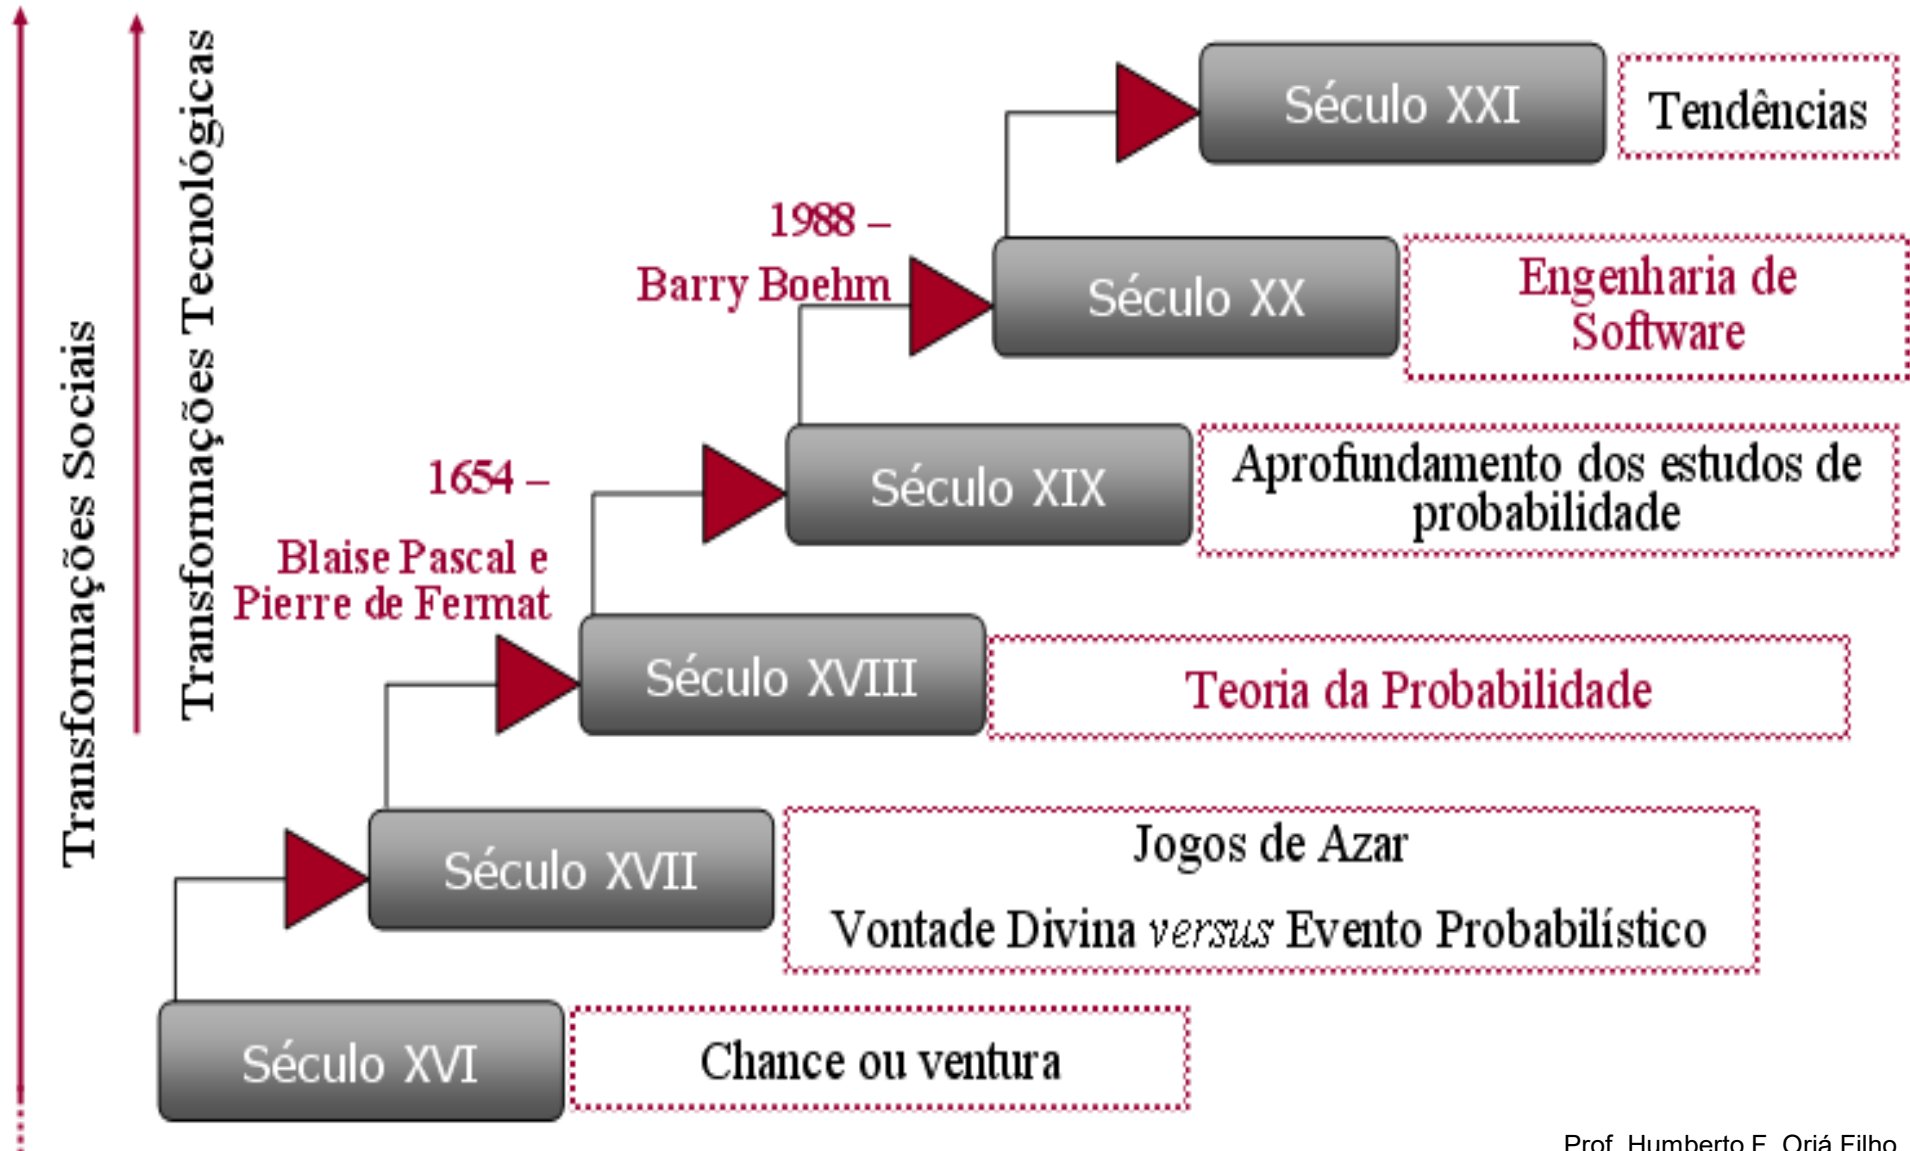 Transformações Sociais
Transformações Tecnológicas
Século XXI
Tendências
1988 –
Barry Boehm
Século XX
Engenharia de
Software
1654 –
Blaise Pascal e
Pierre de Fermat
Século XIX
Aprofundamento dos estudos de
probabilidade
Século XVIII
Teoria da Probabilidade
Século XVII
Jogos de Azar
Vontade Divina versus Evento Probabilístico
Século XVI
Chance ou ventura
Prof. Humberto F. Oriá Filho